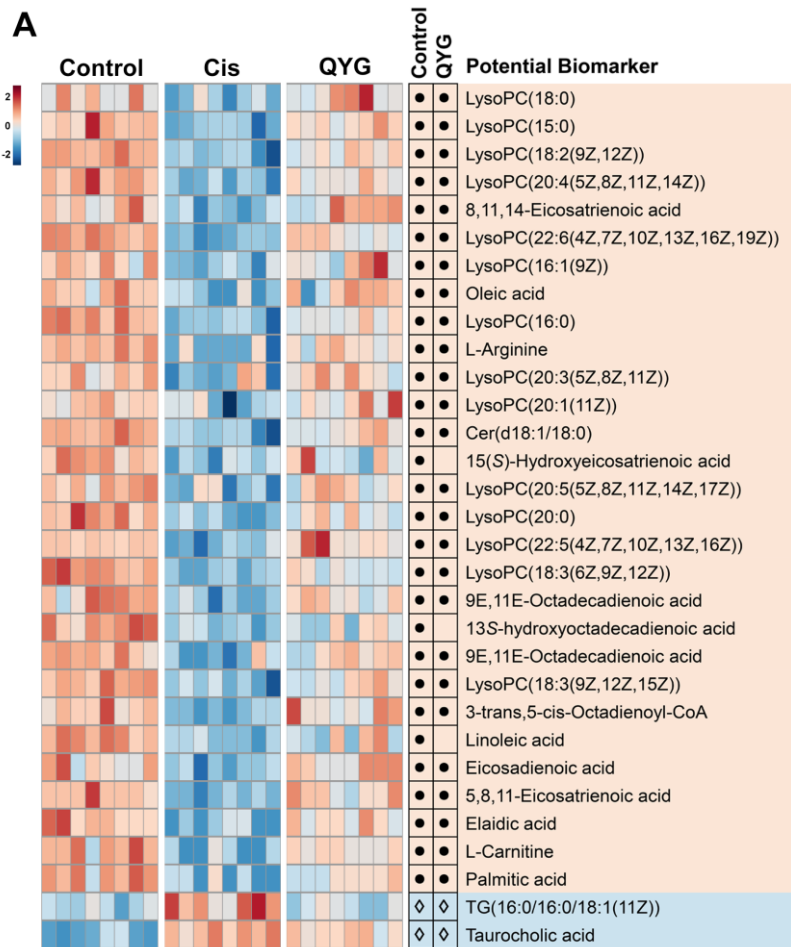 A
Control Cis QYG Control QYG Potential Biomarker
2
0
-2
● ● LysoPC(18:0)
● ● LysoPC(15:0)
● ● LysoPC(18:2(9Z,12Z))
● ● LysoPC(20:4(5Z,8Z,11Z,14Z))
● ● 8,11,14-Eicosatrienoic acid
● ● LysoPC(22:6(4Z,7Z,10Z,13Z,16Z,19Z))
● ● LysoPC(16:1(9Z))
● ● Oleic acid
● ● LysoPC(16:0)
● ● L-Arginine
● ● LysoPC(20:3(5Z,8Z,11Z))
● ● LysoPC(20:1(11Z))
● ● Cer(d18:1/18:0)
● 15(S)-Hydroxyeicosatrienoic acid
● ● LysoPC(20:5(5Z,8Z,11Z,14Z,17Z))
● ● LysoPC(20:0)
● ● LysoPC(22:5(4Z,7Z,10Z,13Z,16Z))
● ● LysoPC(18:3(6Z,9Z,12Z))
● ● 9E,11E-Octadecadienoic acid
● 13S-hydroxyoctadecadienoic acid
● ● 9E,11E-Octadecadienoic acid
● ● LysoPC(18:3(9Z,12Z,15Z))
● ● 3-trans,5-cis-Octadienoyl-CoA
● Linoleic acid
● ● Eicosadienoic acid
● ● 5,8,11-Eicosatrienoic acid
● ● Elaidic acid
● ● L-Carnitine
● ● Palmitic acid
◊ ◊ TG(16:0/16:0/18:1(11Z))
◊ ◊ Taurocholic acid